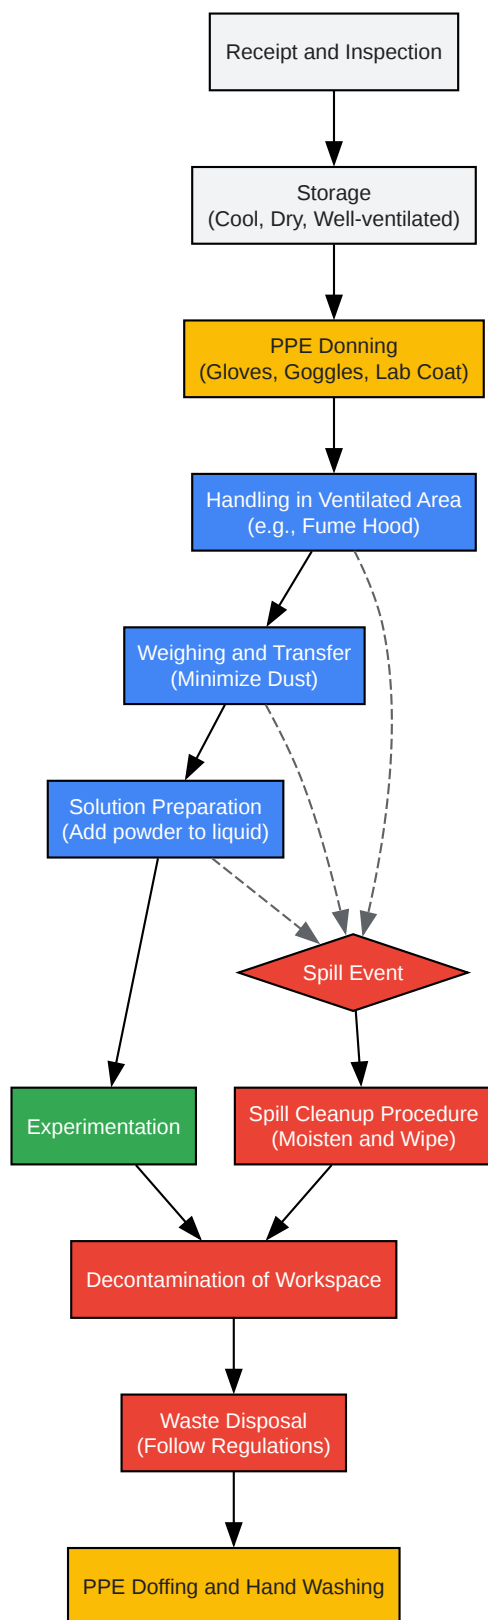 Receipt and Inspection
Storage
(Cool, Dry, Well-ventilated)
PPE Donning
(Gloves, Goggles, Lab Coat)
Handling in Ventilated Area
(e.g., Fume Hood)
Weighing and Transfer
(Minimize Dust)
Solution Preparation
(Add powder to liquid)
Spill Event
Experimentation
Spill Cleanup Procedure
(Moisten and Wipe)
Decontamination of Workspace
Waste Disposal
(Follow Regulations)
PPE Doffing and Hand Washing